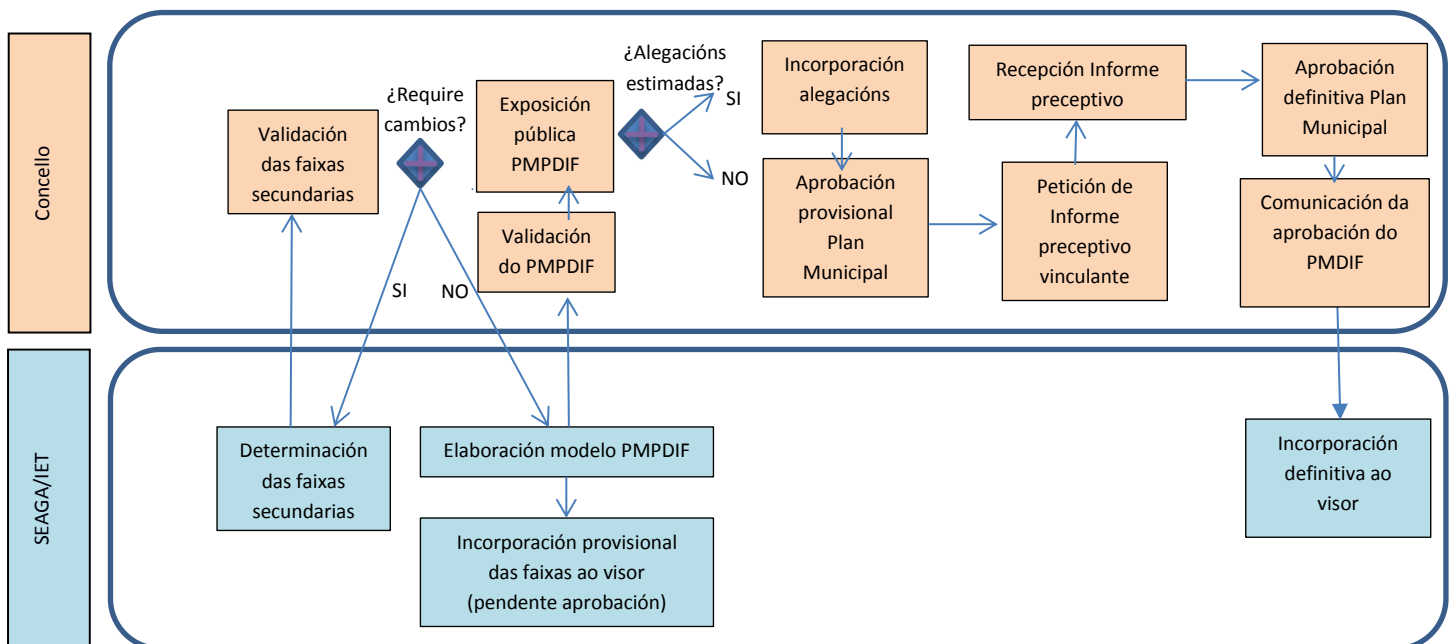 Concello
Validación
das faixas
secundarias
¿Require
cambios?
SI
NO
Exposición
pública
PMPDIF
Validación
do PMPDIF
¿Alegacións
estimadas?
SI
NO
Incorporación
alegacións
Aprobación
provisional
Plan
Municipal
Recepción Informe
preceptivo
Petición de
Informe
preceptivo
vinculante
Aprobación
definitiva Plan
Municipal
Comunicación da
aprobación do
PMDIF
SEAGA/IET
Determinación
das faixas
secundarias
Elaboración modelo PMPDIF
Incorporación provisional
das faixas ao visor
(pendente aprobación)
Incorporación
definitiva ao
visor